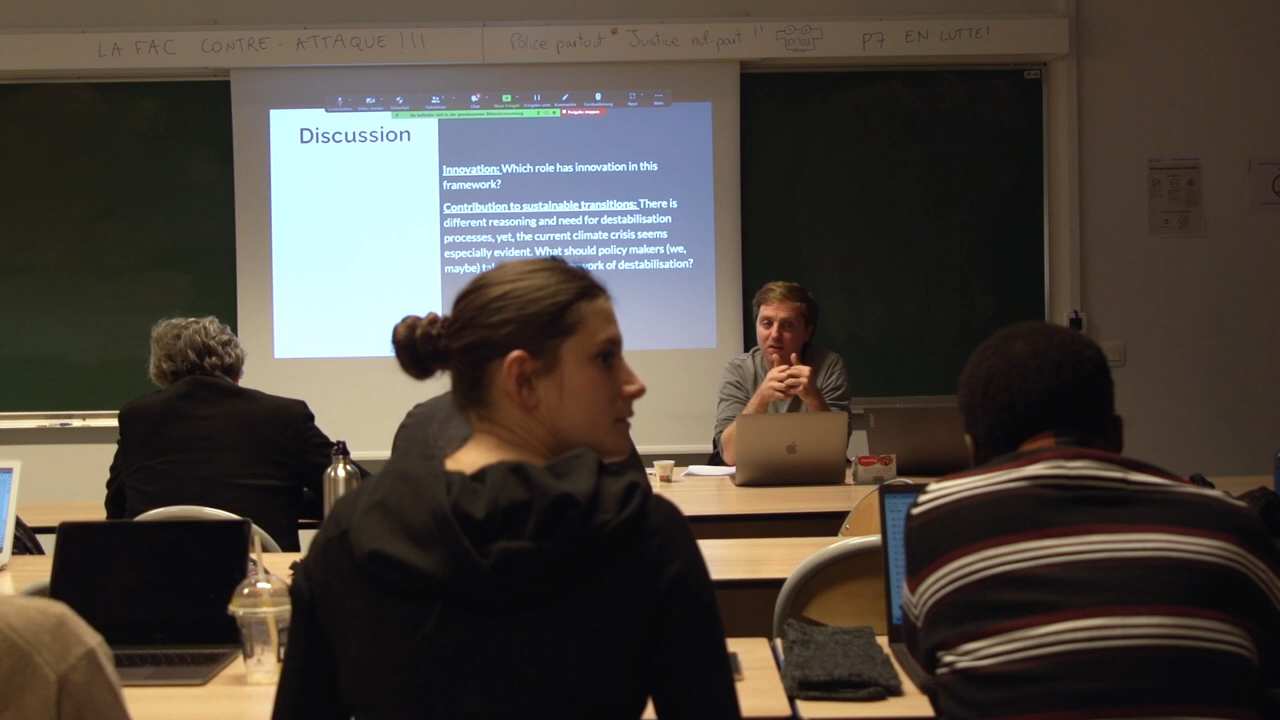 LA FAC CONTRE-ATTAQUE !!!
Police partout Justice nul-part !!
P7 EN LUTTE!
Discussion
Innovation: Which role has innovation in this
framework?
Contribution to sustainable transitions: There is
different reasoning and need for destabilisation
processes, yet, the current climate crisis seems
especially evident. What should policy makers (we,
maybe) work of destabilisation?